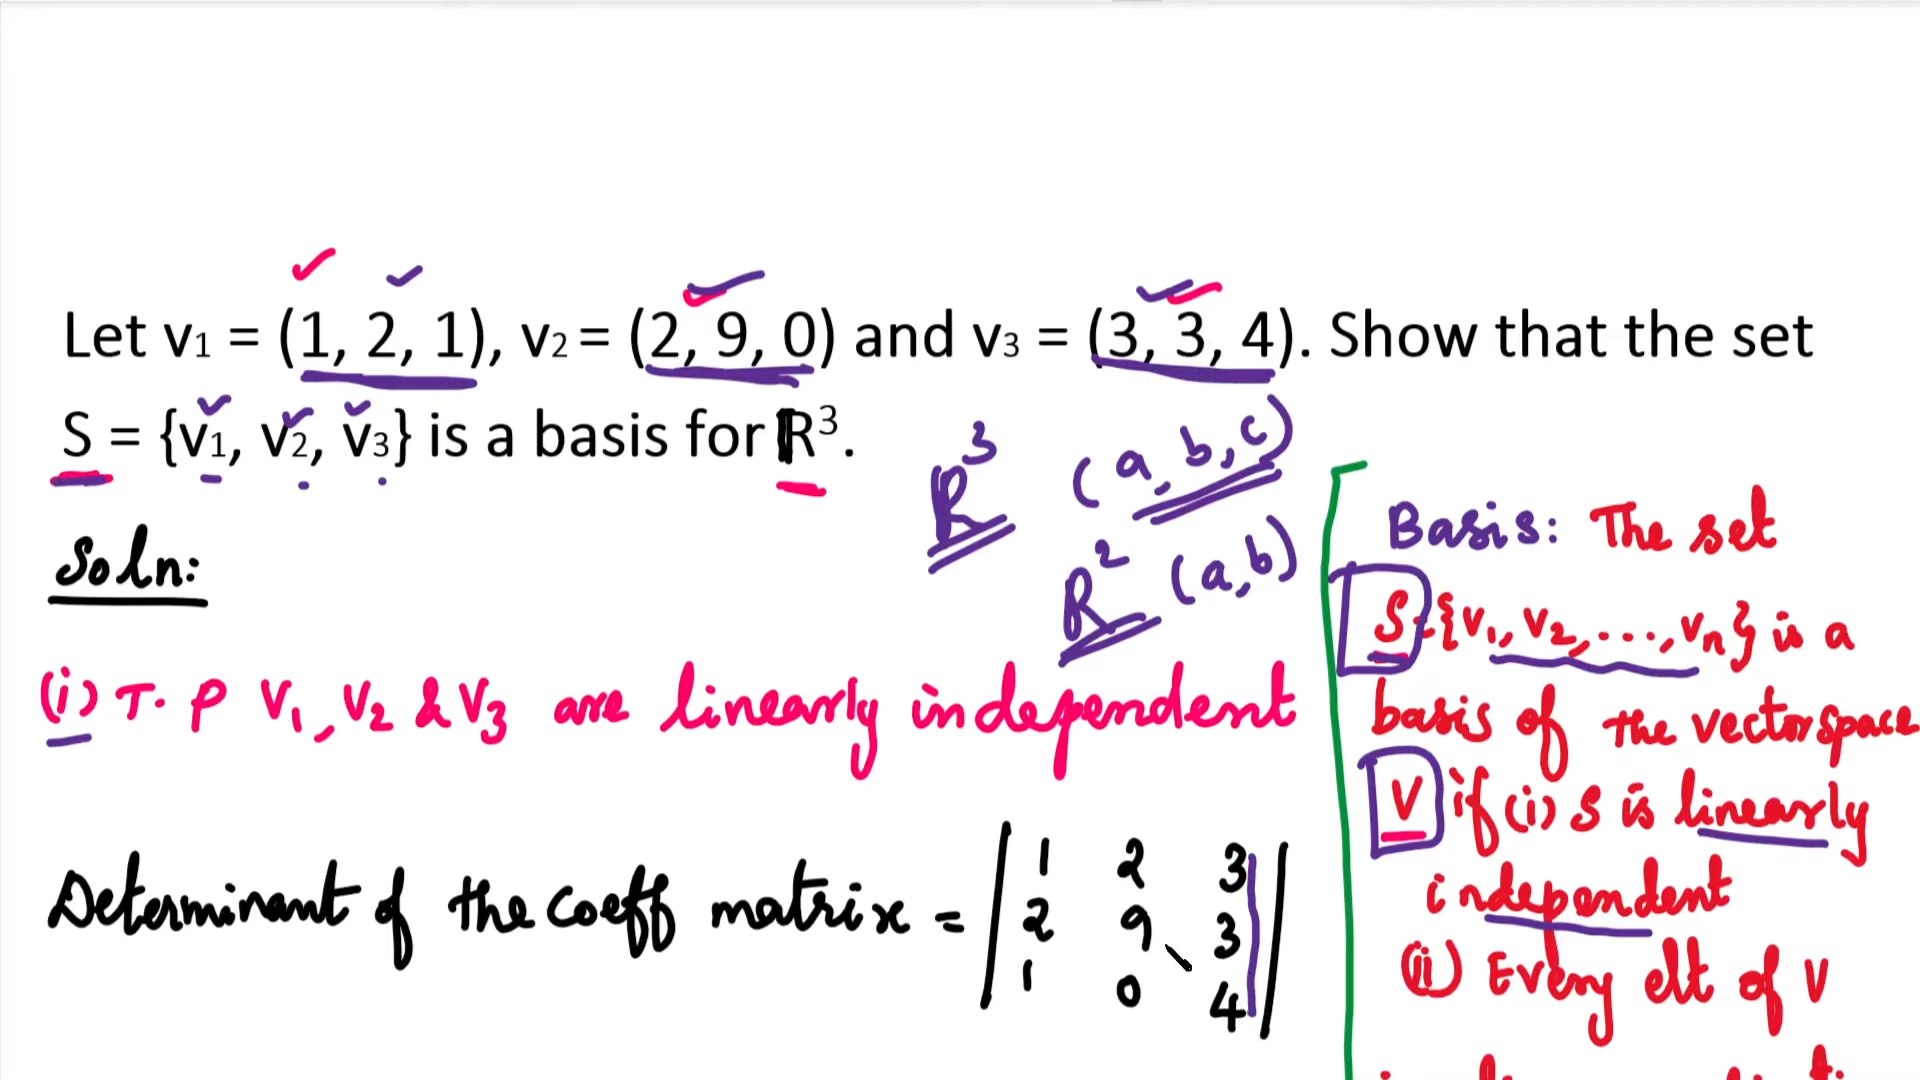 Let v1 = (1, 2, 1), v2 = (2, 9, 0) and v3 = (3, 3, 4). Show that the set
S = {v1, v2, v3} is a basis for R³.
R³ (a, b, c)
R² (a, b)
Soln:
(i) T. P V1, V2 & V3 are linearly independent
Determinant of the coeff matrix = | 1 2 3 |
| 2 9 3 |
| 1 0 4 |
Basis: The set
S = {V1, V2, ..., Vn} is a
basis of the vector space
V if (i) S is linearly
independent
(ii) Every elt of V